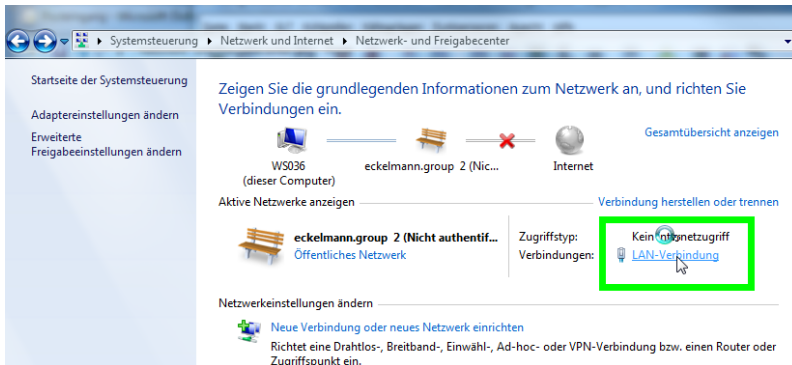 Systemsteuerung ▸ Netzwerk und Internet ▸ Netzwerk- und Freigabecenter
Startseite der Systemsteuerung
Adaptereinstellungen ändern
Erweiterte
Freigabeeinstellungen ändern
Zeigen Sie die grundlegenden Informationen zum Netzwerk an, und richten Sie
Verbindungen ein.
Gesamtübersicht anzeigen
WS036
(dieser Computer)
eckelmann.group 2 (Nic...
Internet
Aktive Netzwerke anzeigen
Verbindung herstellen oder trennen
eckelmann.group 2 (Nicht authentif...
Öffentliches Netzwerk
Zugriffstyp:
Kein Internetzugriff
Verbindungen:
LAN-Verbindung
Netzwerkeinstellungen ändern
Neue Verbindung oder neues Netzwerk einrichten
Richtet eine Drahtlos-, Breitband-, Einwähl-, Ad-hoc- oder VPN-Verbindung bzw. einen Router oder
Zugriffspunkt ein.